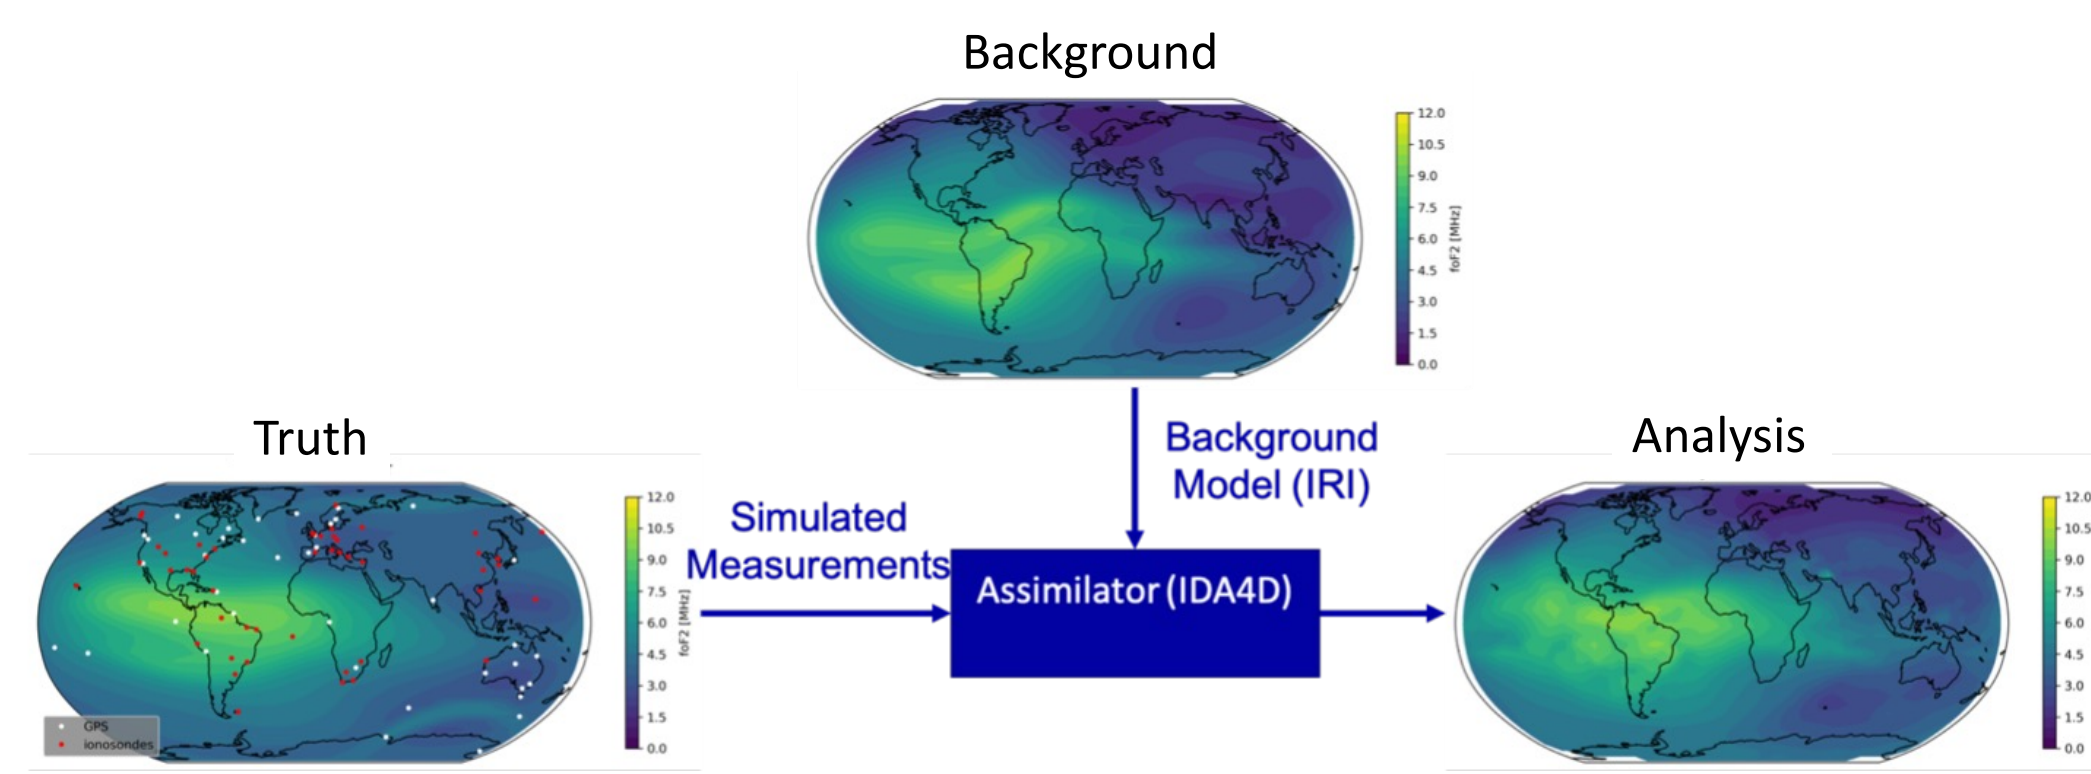 Background
12.0
10.5
9.0
7.5
6.0
4.5
3.0
1.5
0.0
foF2 [MHz]
Background
Model (IRI)
Truth
12.0
10.5
9.0
7.5
6.0
4.5
3.0
1.5
0.0
foF2 [MHz]
GPS
ionosondes
Simulated
Measurements
Assimilator (IDA4D)
Analysis
12.0
10.5
9.0
7.5
6.0
4.5
3.0
1.5
0.0